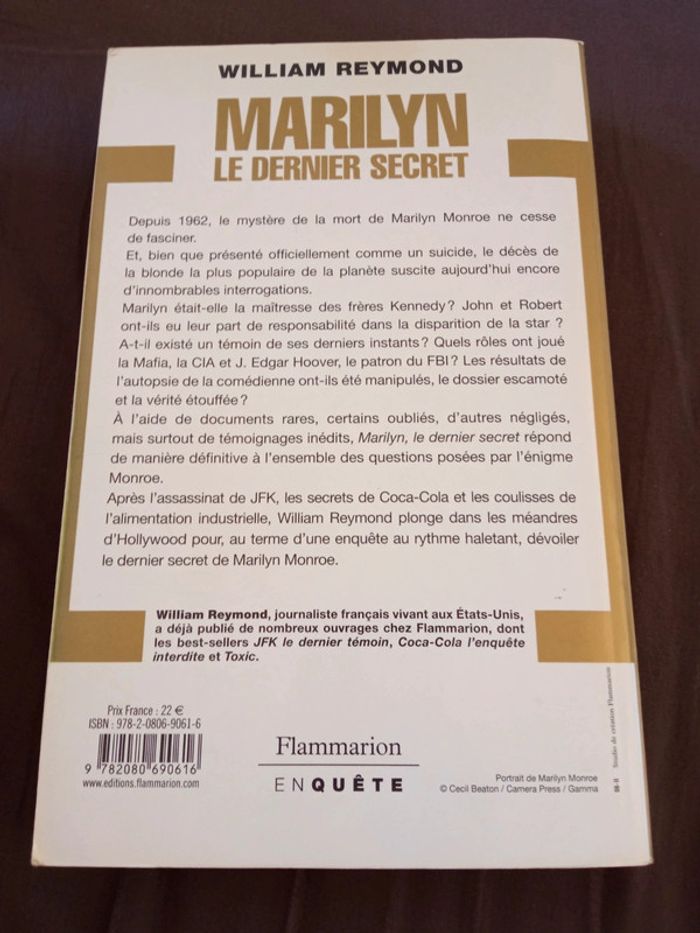 WILLIAM REYMOND
MARILYN
LE DERNIER SECRET
Depuis 1962, le mystère de la mort de Marilyn Monroe ne cesse
de fasciner.
Et, bien que présenté officiellement comme un suicide, le décès de
la blonde la plus populaire de la planète suscite aujourd'hui encore
d'innombrables interrogations.
Marilyn était-elle la maîtresse des frères Kennedy ? John et Robert
ont-ils eu leur part de responsabilité dans la disparition de la star ?
A-t-il existé un témoin de ses derniers instants ? Quels rôles ont joué
la Mafia, la CIA et J. Edgar Hoover, le patron du FBI ? Les résultats de
l'autopsie de la comédienne ont-ils été manipulés, le dossier escamoté
et la vérité étouffée ?
À l'aide de documents rares, certains oubliés, d'autres négligés,
mais surtout de témoignages inédits, Marilyn, le dernier secret répond
de manière définitive à l'ensemble des questions posées par l'énigme
Monroe.
Après l'assassinat de JFK, les secrets de Coca-Cola et les coulisses de
l'alimentation industrielle, William Reymond plonge dans les méandres
d'Hollywood pour, au terme d'une enquête au rythme haletant, dévoiler
le dernier secret de Marilyn Monroe.
William Reymond, journaliste français vivant aux États-Unis,
a déjà publié de nombreux ouvrages chez Flammarion, dont
les best-sellers JFK le dernier témoin, Coca-Cola l'enquête
interdite et Toxic.
Prix France : 22 €
ISBN : 978-2-0806-9061-6
9 782080 690616
www.editions.flammarion.com
Flammarion
ENQUÊTE
Portrait de Marilyn Monroe
© Cecil Beaton / Camera Press / Gamma
Studio de création Flammarion